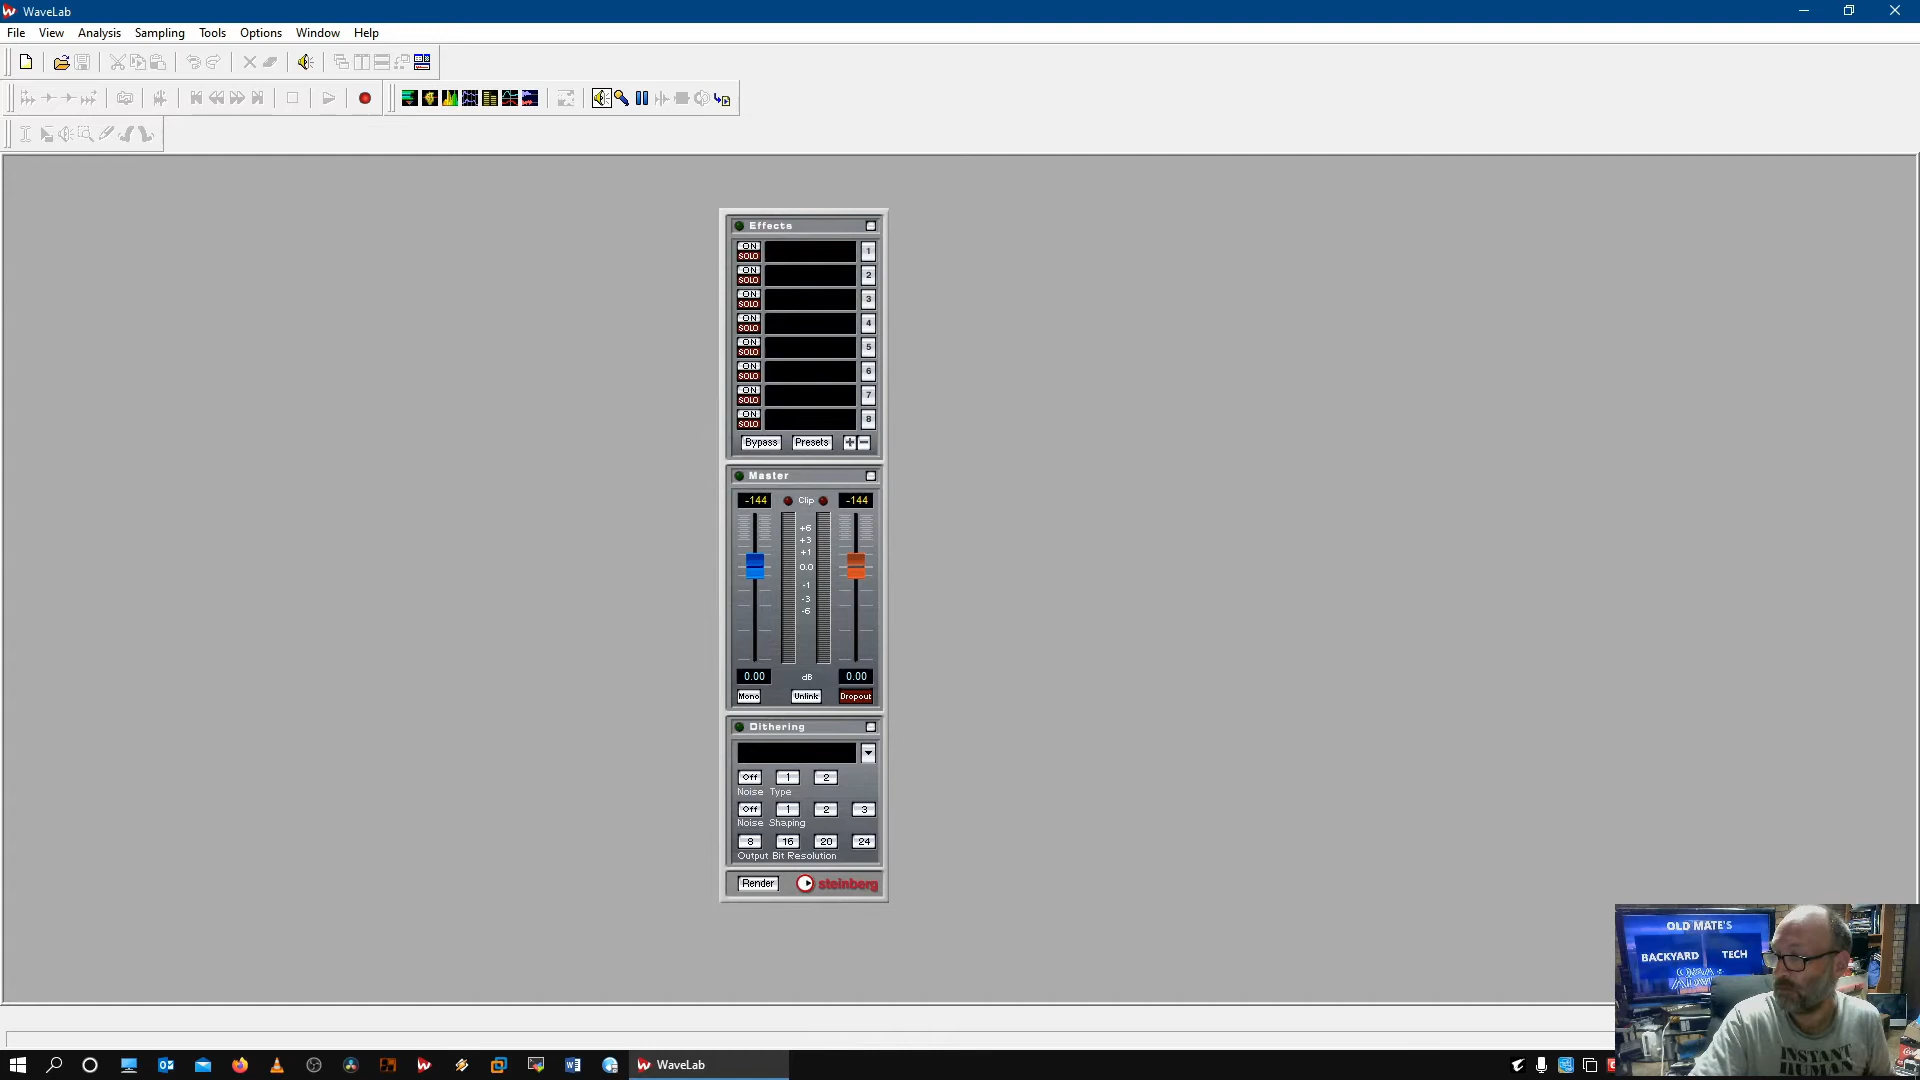 WaveLab
File View Analysis Sampling Tools Options Window Help
Effects
ON
SOLO
1
ON
SOLO
2
ON
SOLO
3
ON
SOLO
4
ON
SOLO
5
ON
SOLO
6
ON
SOLO
7
ON
SOLO
8
Bypass Presets + -
Master
-144 Clip -144
+6
+3
+1
0.0
-1
-3
-6
0.00 dB 0.00
Mono Unlink Dropout
Dithering
Off 1 2
Noise Type
Off 1 2 3
Noise Shaping
8 16 20 24
Output Bit Resolution
Render steinberg
OLD MATE'S
BACKYARD TECH
INSTANT
HUMAN
WaveLab